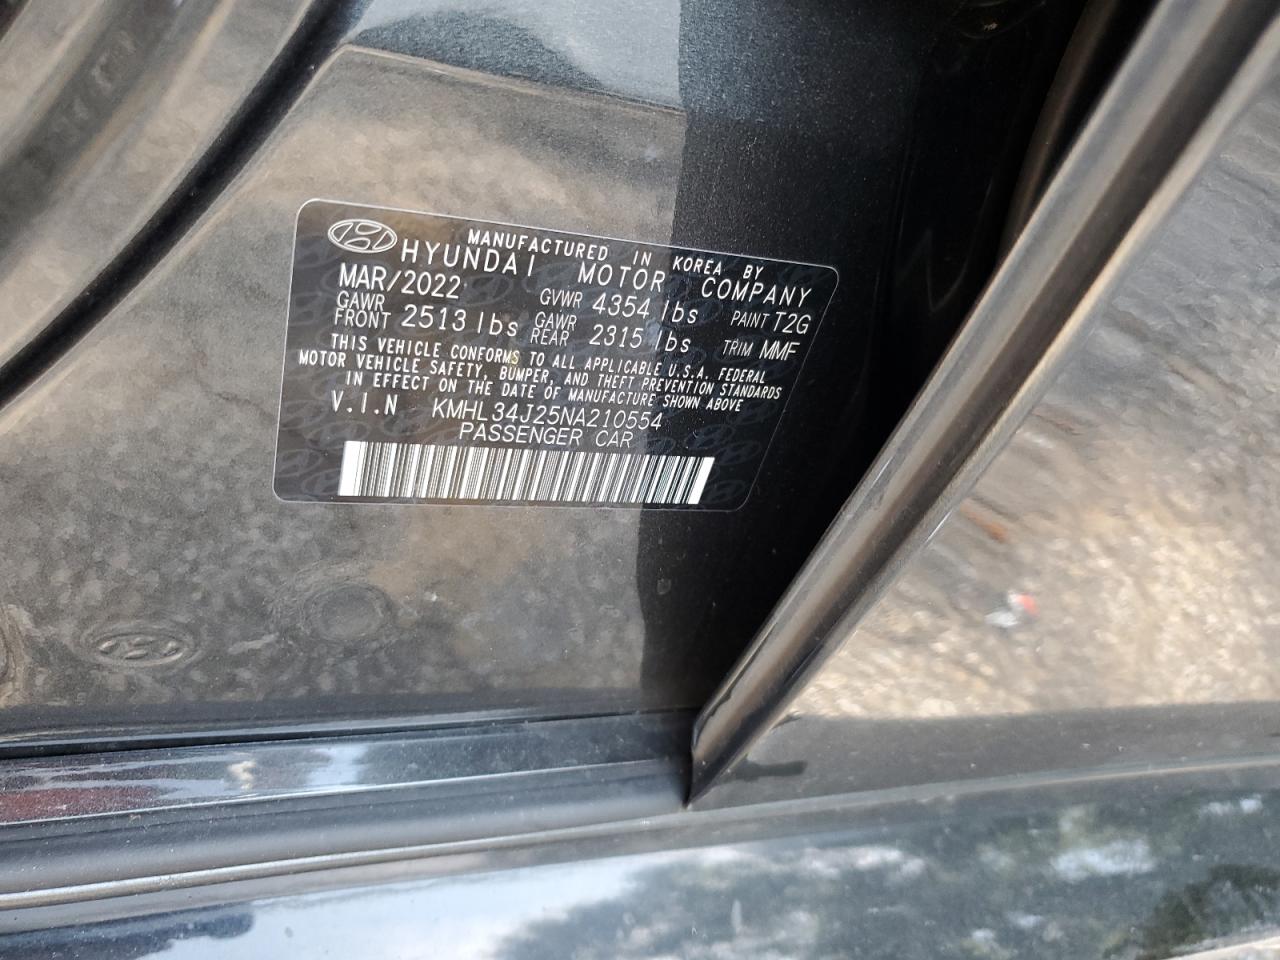 MANUFACTURED IN KOREA BY
HYUNDAI MOTOR COMPANY
MAR/2022 GVWR 4354 lbs PAINT T2G
GAWR FRONT 2513 lbs GAWR REAR 2315 lbs TRIM MMF
THIS VEHICLE CONFORMS TO ALL APPLICABLE U.S.A. FEDERAL
MOTOR VEHICLE SAFETY, BUMPER, AND THEFT PREVENTION STANDARDS
IN EFFECT ON THE DATE OF MANUFACTURE SHOWN ABOVE
V.I.N KMHL34J25NA210554
PASSENGER CAR